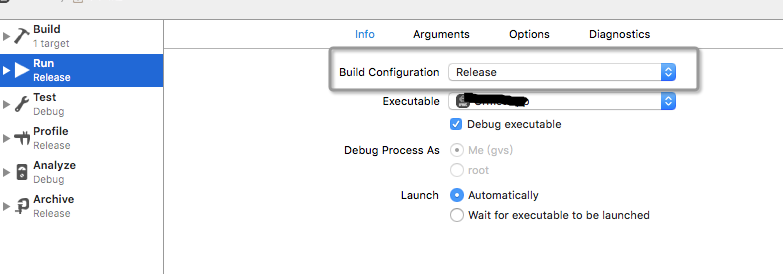 Build
1 target
Run
Release
Test
Debug
Profile
Release
Analyze
Debug
Archive
Release
Info Arguments Options Diagnostics
Build Configuration Release
Executable
Debug executable
Debug Process As Me (gvs)
root
Launch Automatically
Wait for executable to be launched